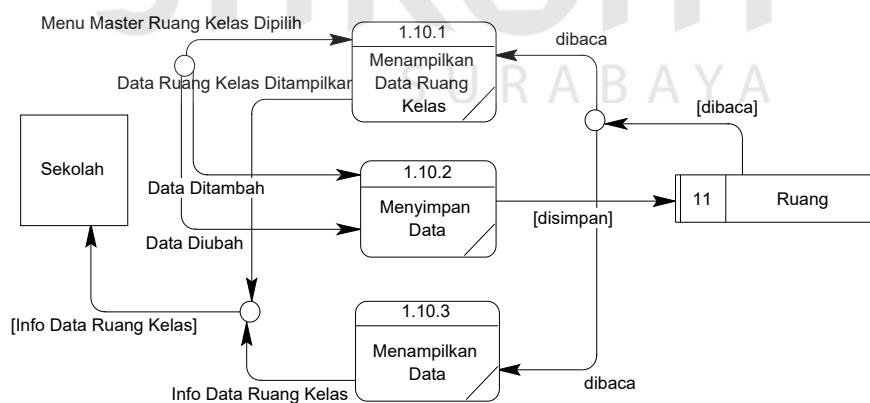 Menu Master Ruang Kelas Dipilih
1.10.1
Menampilkan
Data Ruang
Kelas
dibaca
Data Ruang Kelas Ditampilkan
SURABAYA
[dibaca]
Sekolah
1.10.2
Menyimpan
Data
Data Ditambah
Data Diubah
[disimpan]
11
Ruang
[Info Data Ruang Kelas]
1.10.3
Menampilkan
Data
Info Data Ruang Kelas
dibaca